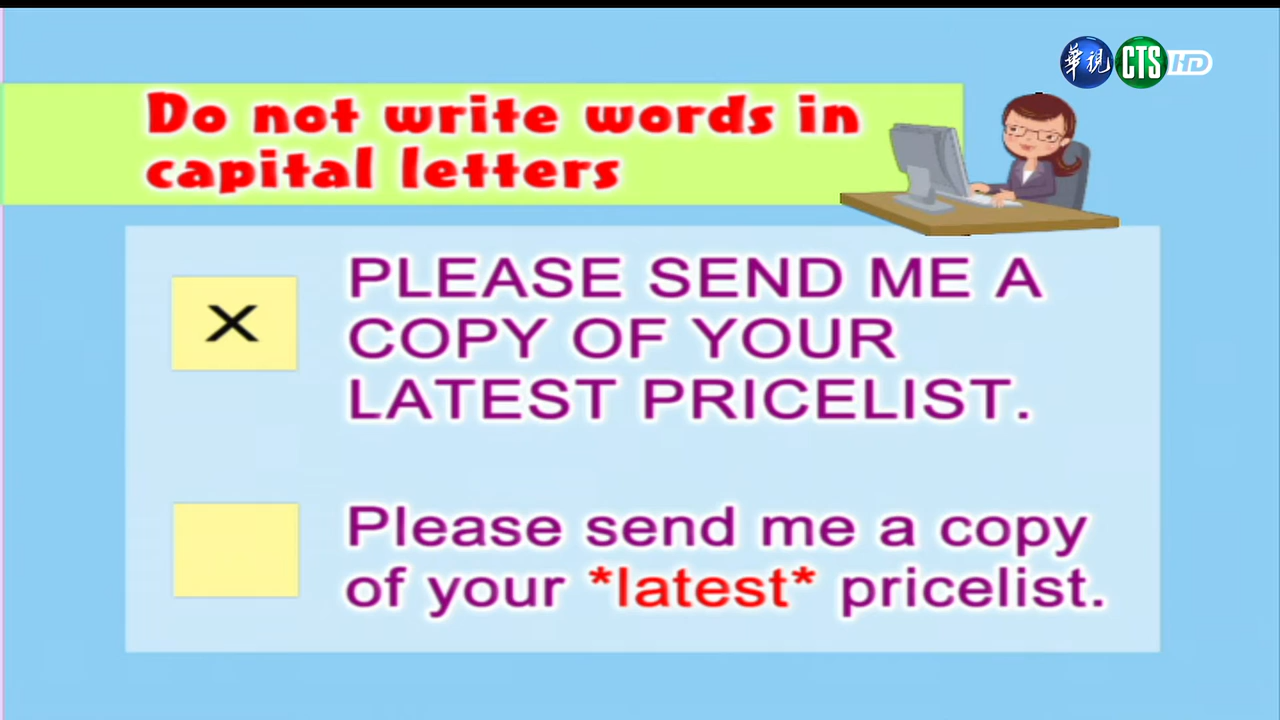 華視 CTS HD
Do not write words in
capital letters
X
PLEASE SEND ME A
COPY OF YOUR
LATEST PRICELIST.
Please send me a copy
of your *latest* pricelist.